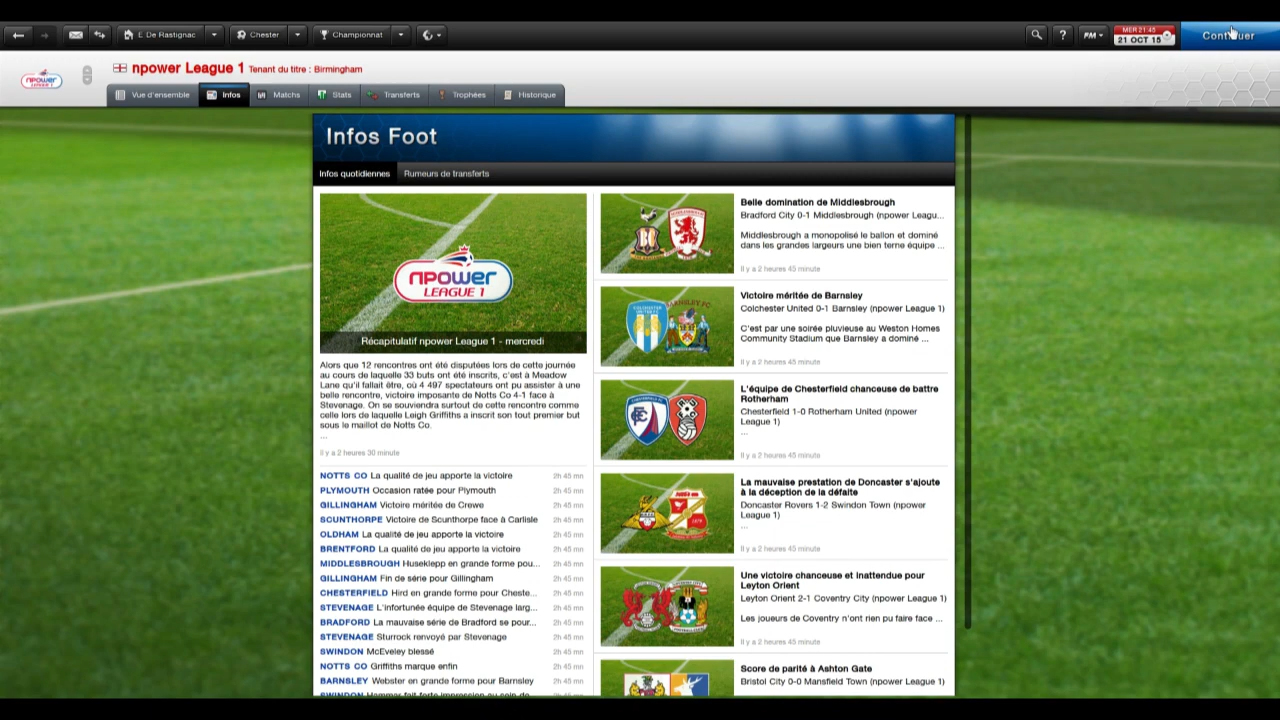 E. De Rastignac
Chester
Championnat
?
FM
MER 21:45
21 OCT 15
Continuer
npower
LEAGUE 1
npower League 1 Tenant du titre : Birmingham
Vue d'ensemble
Infos
Matchs
Stats
Transferts
Trophées
Historique
Infos Foot
Infos quotidiennes
Rumeurs de transferts
npower
LEAGUE 1
Récapitulatif npower League 1 - mercredi
Alors que 12 rencontres ont été disputées lors de cette journée
au cours de laquelle 33 buts ont été inscrits, c'est à Meadow
Lane qu'il fallait être, où 4 497 spectateurs ont pu assister à une
belle rencontre, victoire imposante de Notts Co 4-1 face à
Stevenage. On se souviendra surtout de cette rencontre comme
celle lors de laquelle Leigh Griffiths a inscrit son tout premier but
sous le maillot de Notts Co.
...
Il y a 2 heures 30 minute
NOTTS CO La qualité de jeu apporte la victoire 2h 45 mn
PLYMOUTH Occasion ratée pour Plymouth 2h 45 mn
GILLINGHAM Victoire méritée de Crewe 2h 45 mn
SCUNTHORPE Victoire de Scunthorpe face à Carlisle 2h 45 mn
OLDHAM La qualité de jeu apporte la victoire 2h 45 mn
BRENTFORD La qualité de jeu apporte la victoire 2h 45 mn
MIDDLESBROUGH Huseklepp en grande forme pou... 2h 45 mn
GILLINGHAM Fin de série pour Gillingham 2h 45 mn
CHESTERFIELD Hird en grande forme pour Cheste... 2h 45 mn
STEVENAGE L'infortunée équipe de Stevenage larg... 2h 45 mn
BRADFORD La mauvaise série de Bradford se pour... 2h 45 mn
STEVENAGE Sturrock renvoyé par Stevenage 2h 45 mn
SWINDON McEveley blessé 2h 45 mn
NOTTS CO Griffiths marque enfin 2h 45 mn
BARNSLEY Webster en grande forme pour Barnsley 2h 45 mn
SWINDON Hammar fait forte impression au sein de... 2h 45 mn
Belle domination de Middlesbrough
Bradford City 0-1 Middlesbrough (npower Leagu...
Middlesbrough a monopolisé le ballon et dominé
dans les grandes largeurs une bien terne équipe ...
Il y a 2 heures 45 minute
Victoire méritée de Barnsley
Colchester United 0-1 Barnsley (npower League 1)
C'est par une soirée pluvieuse au Weston Homes
Community Stadium que Barnsley a dominé ...
Il y a 2 heures 45 minute
L'équipe de Chesterfield chanceuse de battre
Rotherham
Chesterfield 1-0 Rotherham United (npower
League 1)
...
Il y a 2 heures 45 minute
La mauvaise prestation de Doncaster s'ajoute
à la déception de la défaite
Doncaster Rovers 1-2 Swindon Town (npower
League 1)
...
Il y a 2 heures 45 minute
Une victoire chanceuse et inattendue pour
Leyton Orient
Leyton Orient 2-1 Coventry City (npower League 1)
Les joueurs de Coventry n'ont rien pu faire face ...
Il y a 2 heures 45 minute
Score de parité à Ashton Gate
Bristol City 0-0 Mansfield Town (npower League 1)